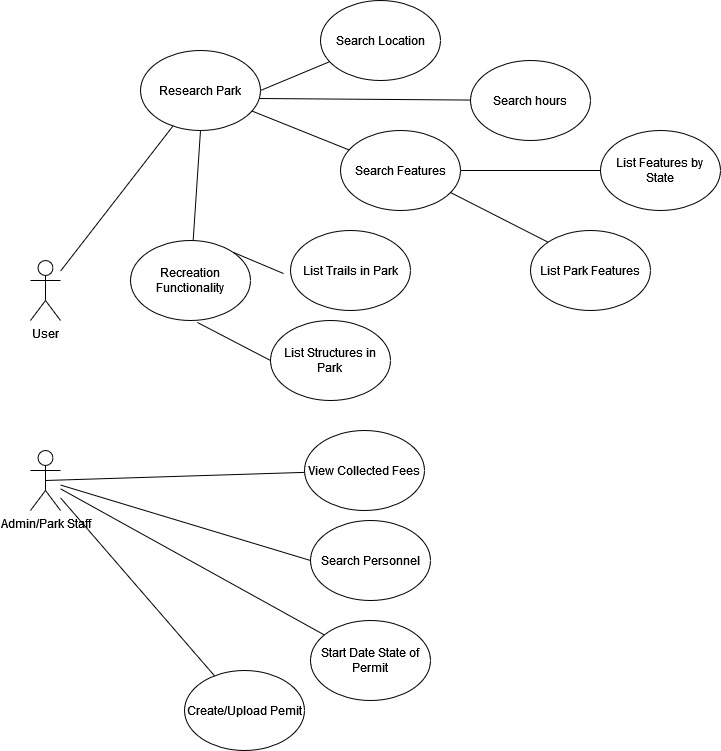 Search Location
Research Park
Search hours
Search Features
List Features by
State
Recreation
Functionality
List Trails in Park
List Park Features
User
List Structures in
Park
View Collected Fees
Admin/Park Staff
Search Personnel
Start Date State of
Permit
Create/Upload Pemit